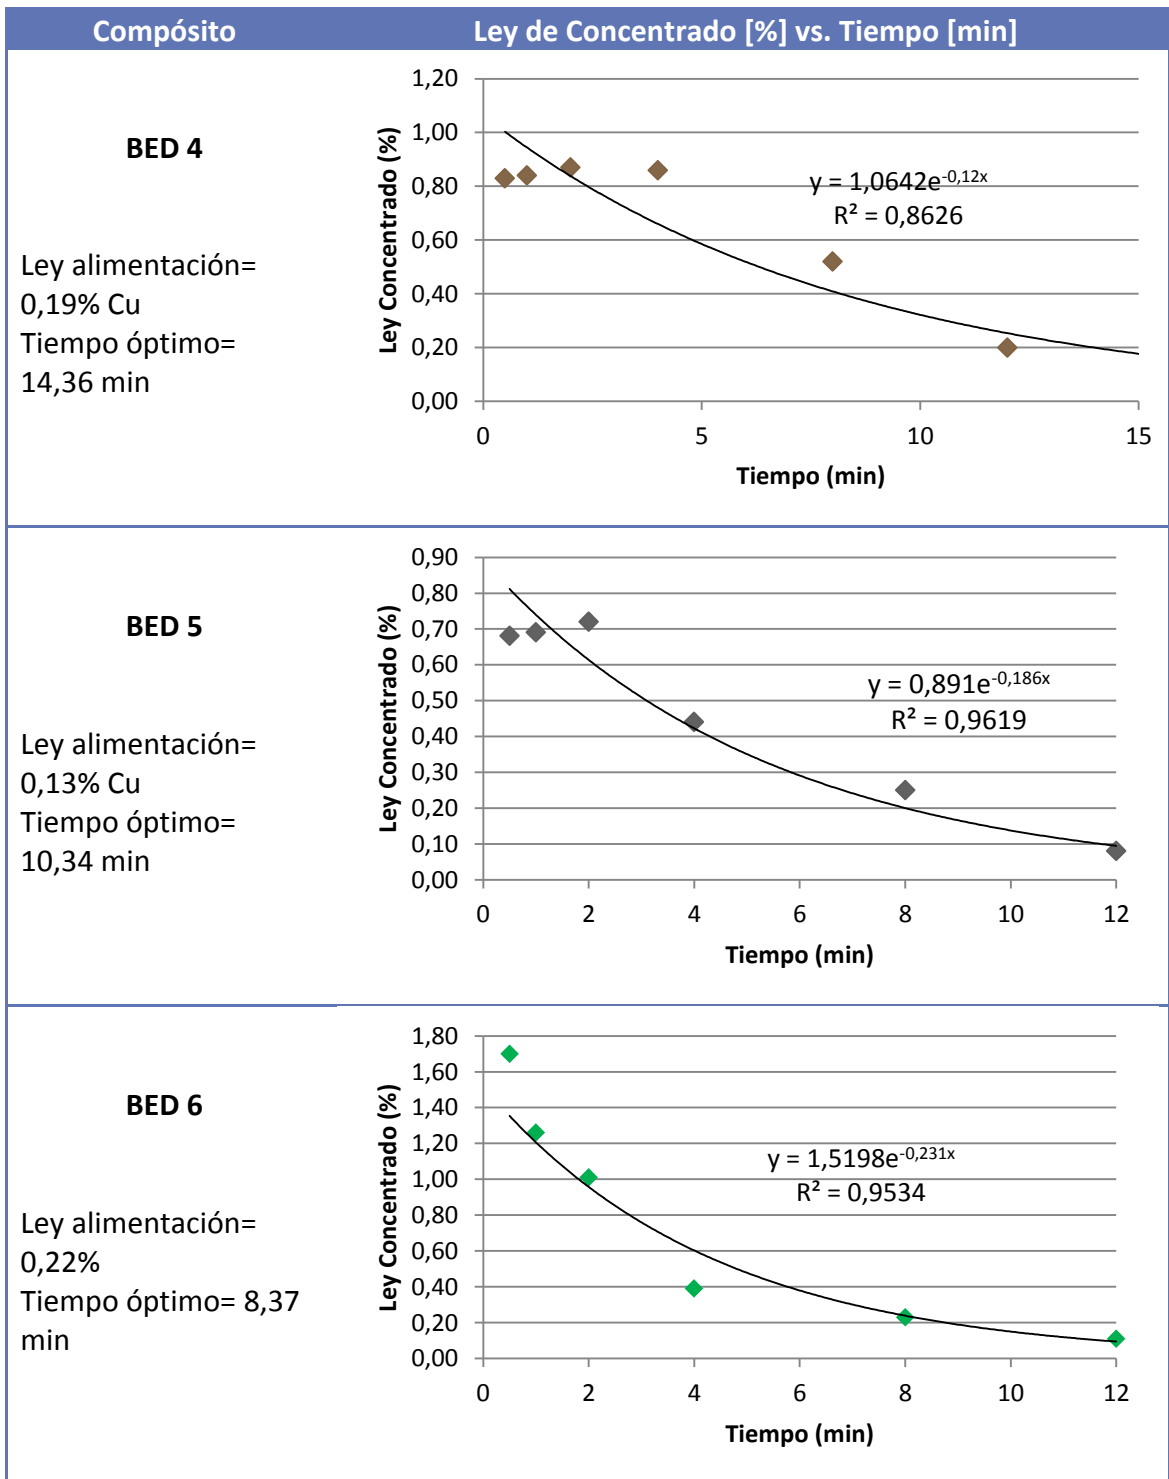 Compósito
Ley de Concentrado [%] vs. Tiempo [min]
BED 4
Ley alimentación=
0,19% Cu
Tiempo óptimo=
14,36 min
Ley Concentrado (%)
1,20
1,00
0,80
0,60
0,40
0,20
0,00
y = 1,0642e^-0,12x
R² = 0,8626
0 5 10 15
Tiempo (min)
BED 5
Ley alimentación=
0,13% Cu
Tiempo óptimo=
10,34 min
Ley Concentrado (%)
0,90
0,80
0,70
0,60
0,50
0,40
0,30
0,20
0,10
0,00
y = 0,891e^-0,186x
R² = 0,9619
0 2 4 6 8 10 12
Tiempo (min)
BED 6
Ley alimentación=
0,22%
Tiempo óptimo= 8,37
min
Ley Concentrado (%)
1,80
1,60
1,40
1,20
1,00
0,80
0,60
0,40
0,20
0,00
y = 1,5198e^-0,231x
R² = 0,9534
0 2 4 6 8 10 12
Tiempo (min)